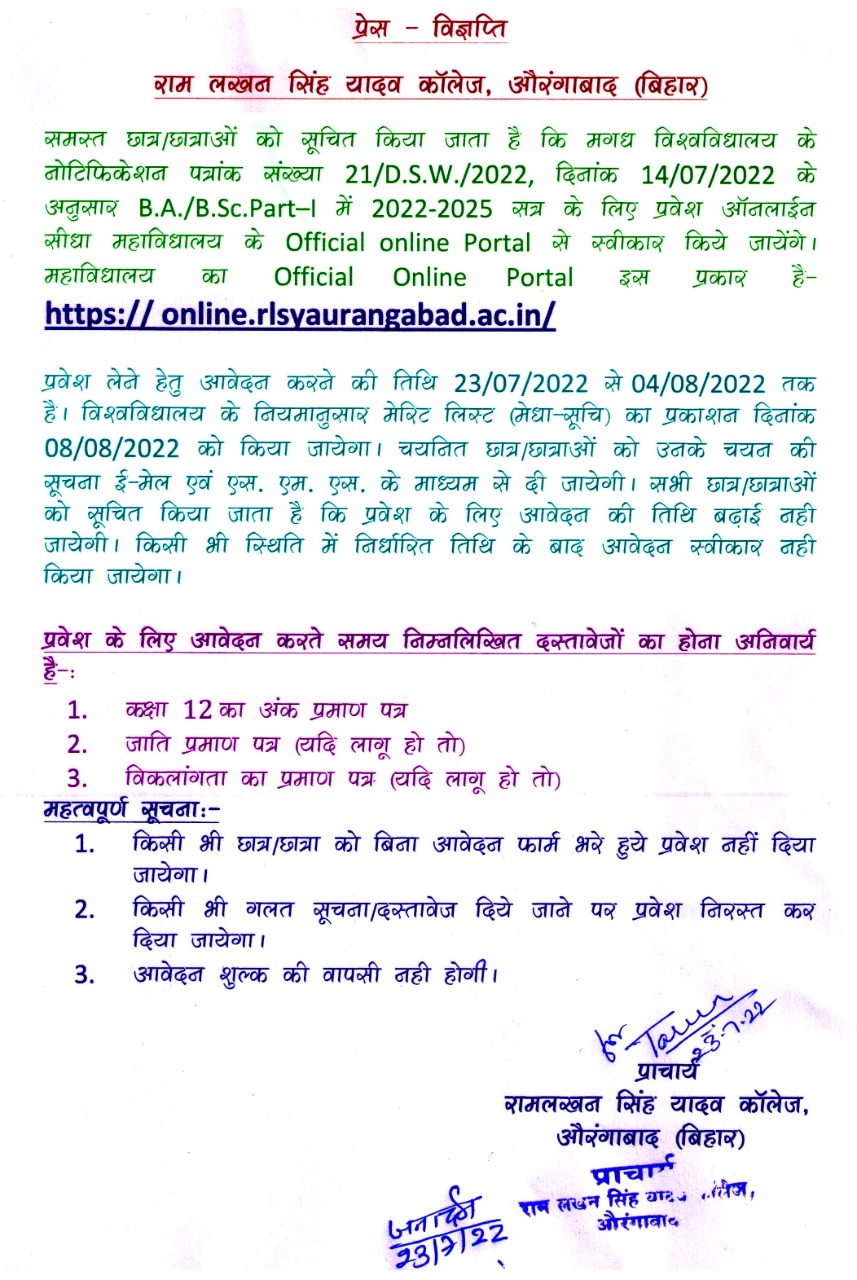 प्रेस – विज्ञप्ति
राम लखन सिंह यादव कॉलेज, औरंगाबाद (बिहार)
समस्त छात्र/छात्राओं को सूचित किया जाता है कि मगध विश्वविधालय के
नोटिफिकेशन पत्रांक संख्या 21/D.S.W./2022, दिनांक 14/07/2022 के
अनुसार B.A./B.Sc.Part–I में 2022-2025 सत्र के लिए प्रवेश ऑनलाईन
सीधा महाविधालय के Official online Portal से स्वीकार किये जायेंगे।
महाविधालय का Official Online Portal इस प्रकार है–
https:// online.rlsyaurangabad.ac.in/
प्रवेश लेने हेतु आवेदन करने की तिथि 23/07/2022 से 04/08/2022 तक
है। विश्वविधालय के नियमानुसार मेरिट लिस्ट (मेधा–सूचि) का प्रकाशन दिनांक
08/08/2022 को किया जायेगा। चयनित छात्र/छात्राओं को उनके चयन की
सूचना ई–मेल एवं एस. एम. एस. के माध्यम से दी जायेगी। सभी छात्र/छात्राओं
को सूचित किया जाता है कि प्रवेश के लिए आवेदन की तिथि बढ़ाई नही
जायेगी। किसी भी स्थिति में निर्धारित तिथि के बाद आवेदन स्वीकार नही
किया जायेगा।
प्रवेश के लिए आवेदन करते समय निम्नलिखित दस्तावेजों का होना अनिवार्य
है–:
1. कक्षा 12 का अंक प्रमाण पत्र
2. जाति प्रमाण पत्र (यदि लागू हो तो)
3. विकलांगता का प्रमाण पत्र (यदि लागू हो तो)
महत्वपूर्ण सूचना:–
1. किसी भी छात्र/छात्रा को बिना आवेदन फार्म भरे हुये प्रवेश नहीं दिया
जायेगा।
2. किसी भी गलत सूचना/दस्तावेज दिये जाने पर प्रवेश निरस्त कर
दिया जायेगा।
3. आवेदन शुल्क की वापसी नही होगी।
23.7.22
प्राचार्य
रामलखन सिंह यादव कॉलेज,
औरंगाबाद (बिहार)
प्राचार्य
राम लखन सिंह यादव कॉलेज,
औरंगाबाद
23/7/22